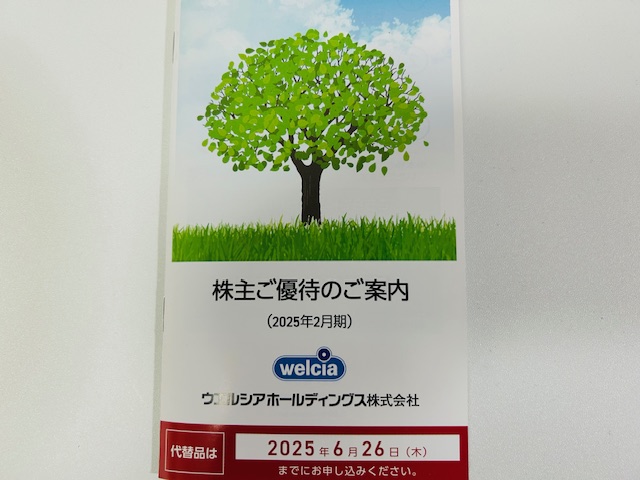 株主ご優待のご案内
(2025年2月期)
welcia
ウエルシアホールディングス株式会社
代替品は
2025年6月26日(木)
までにお申し込みください。